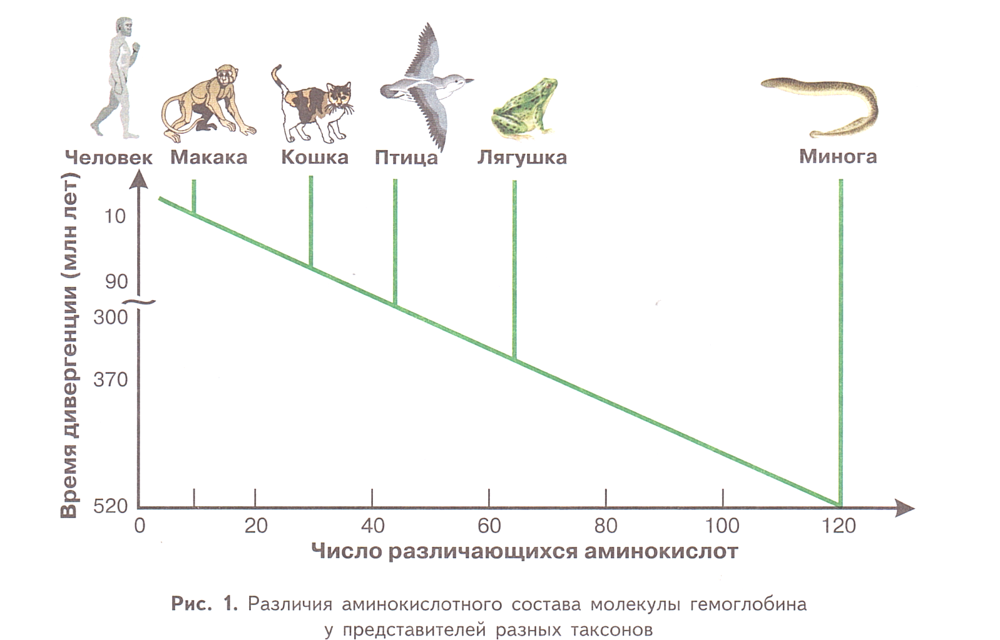 Человек Макака Кошка Птица Лягушка Минога
Время дивергенции (млн лет)
10
90
300
370
520
0 20 40 60 80 100 120
Число различающихся аминокислот
Рис. 1. Различия аминокислотного состава молекулы гемоглобина
у представителей разных таксонов